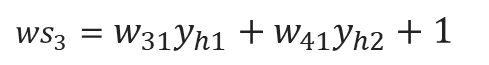 ws₃ = w₃₁yₕ₁ + w₄₁yₕ₂ + 1